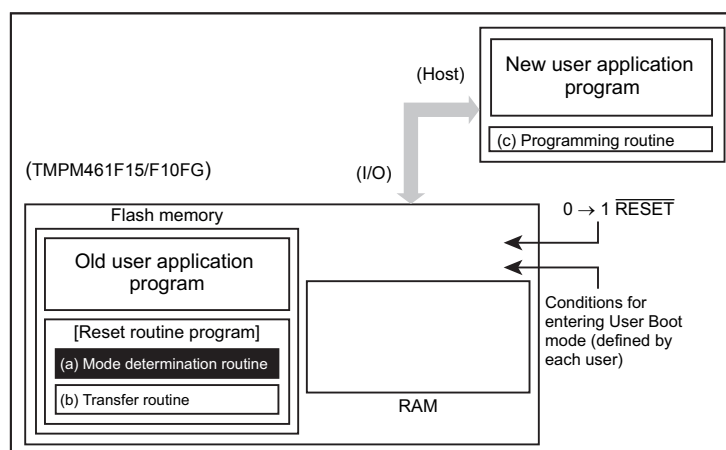 (Host)
New user application
program
(c) Programming routine
(TMPM461F15/F10FG)
(I/O)
0 → 1 RESET
Flash memory
Old user application
program
[Reset routine program]
(a) Mode determination routine
(b) Transfer routine
RAM
Conditions for
entering User Boot
mode (defined by
each user)